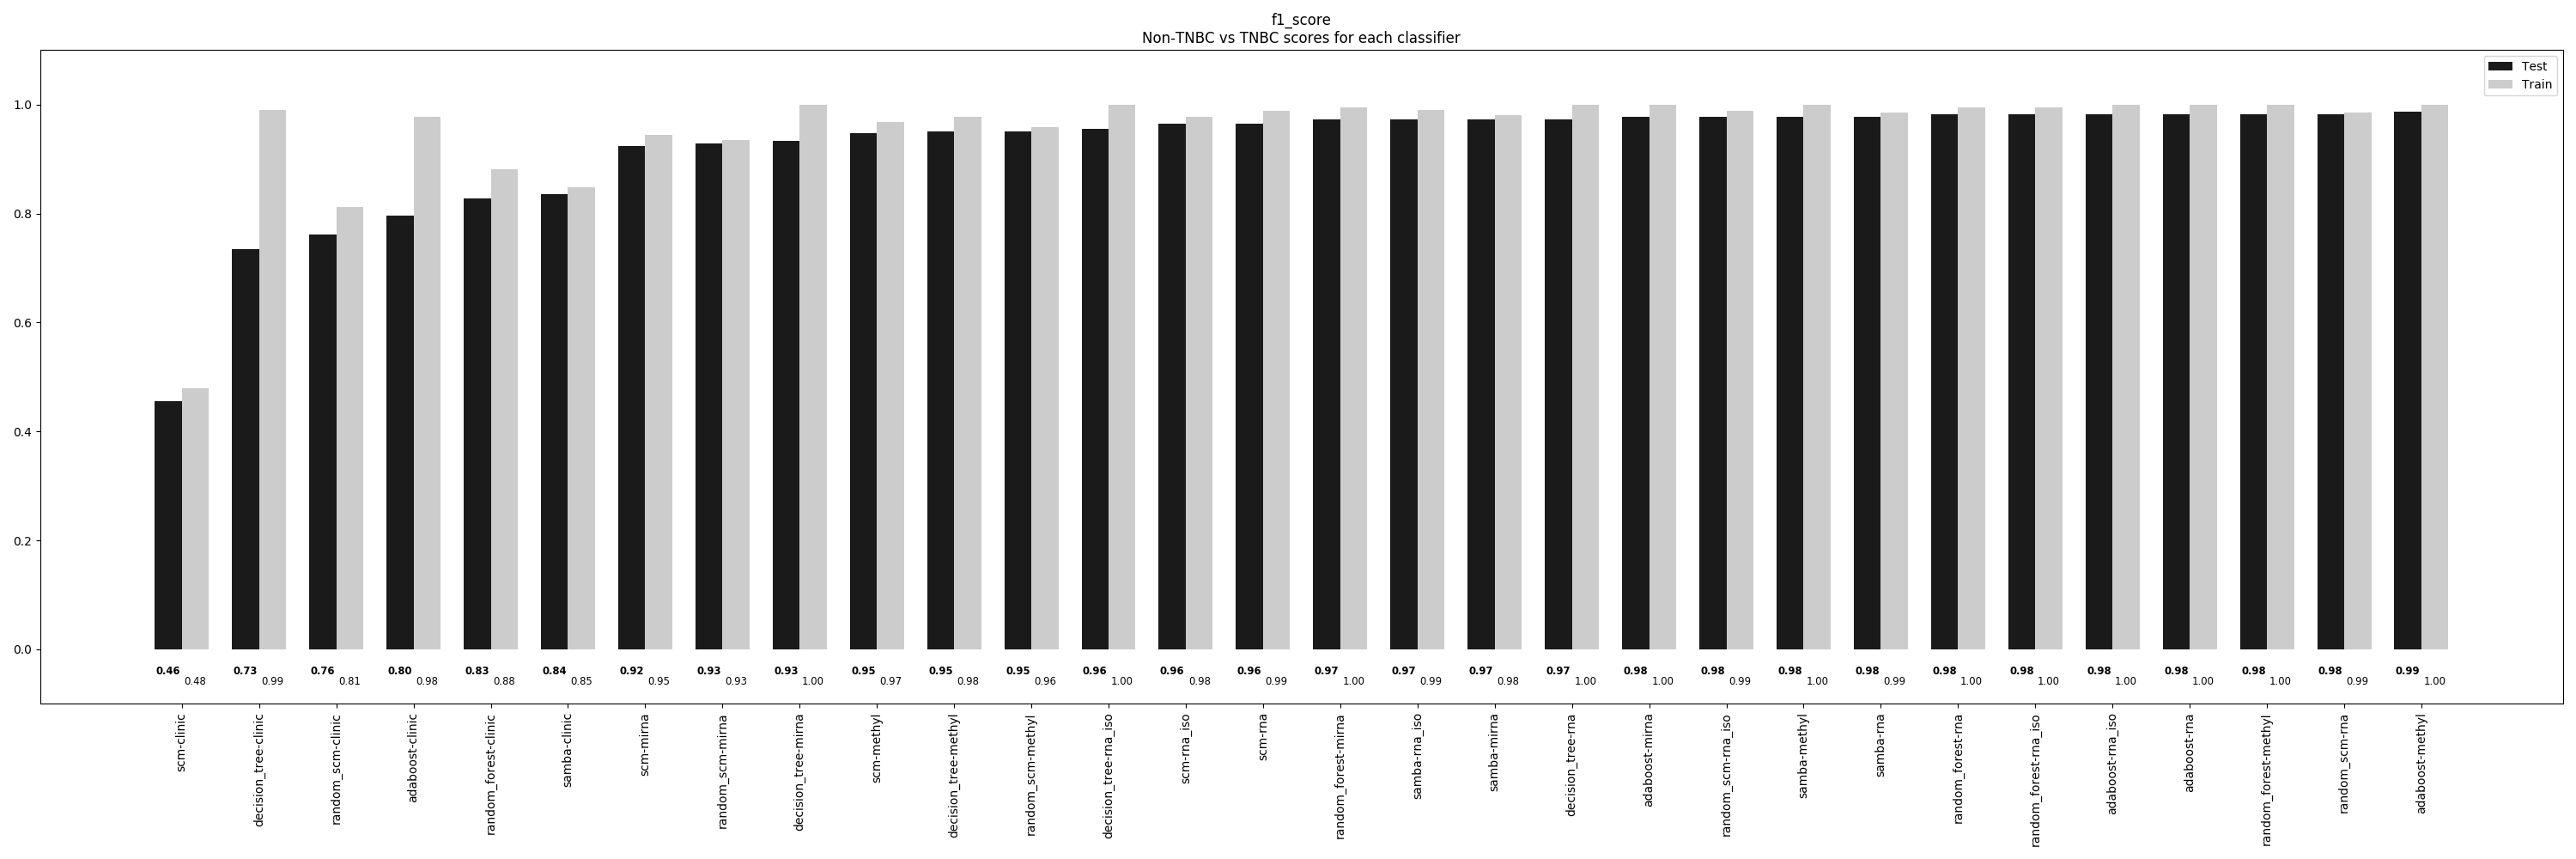 f1_score
Non-TNBC vs TNBC scores for each classifier
Test
Train
1.0
0.8
0.6
0.4
0.2
0.0
0.46 0.73 0.76 0.80 0.83 0.84 0.92 0.93 0.93 0.95 0.95 0.95 0.96 0.96 0.96 0.97 0.97 0.97 0.97 0.98 0.98 0.98 0.98 0.98 0.98 0.98 0.98 0.98 0.98 0.99
0.48 0.99 0.81 0.98 0.88 0.85 0.95 0.93 1.00 0.97 0.98 0.96 1.00 0.98 0.99 1.00 0.99 0.98 1.00 1.00 0.99 1.00 0.99 1.00 1.00 1.00 1.00 1.00 0.99 1.00
scm-clinic
decision_tree-clinic
random_scm-clinic
adaboost-clinic
random_forest-clinic
samba-clinic
scm-mirna
random_scm-mirna
decision_tree-mirna
scm-methyl
decision_tree-methyl
random_scm-methyl
decision_tree-rna_iso
scm-rna_iso
scm-rna
random_forest-mirna
samba-rna_iso
samba-mirna
decision_tree-rna
adaboost-mirna
random_scm-rna_iso
samba-methyl
samba-rna
random_forest-rna
random_forest-rna_iso
adaboost-rna_iso
adaboost-rna
random_forest-methyl
random_scm-rna
adaboost-methyl